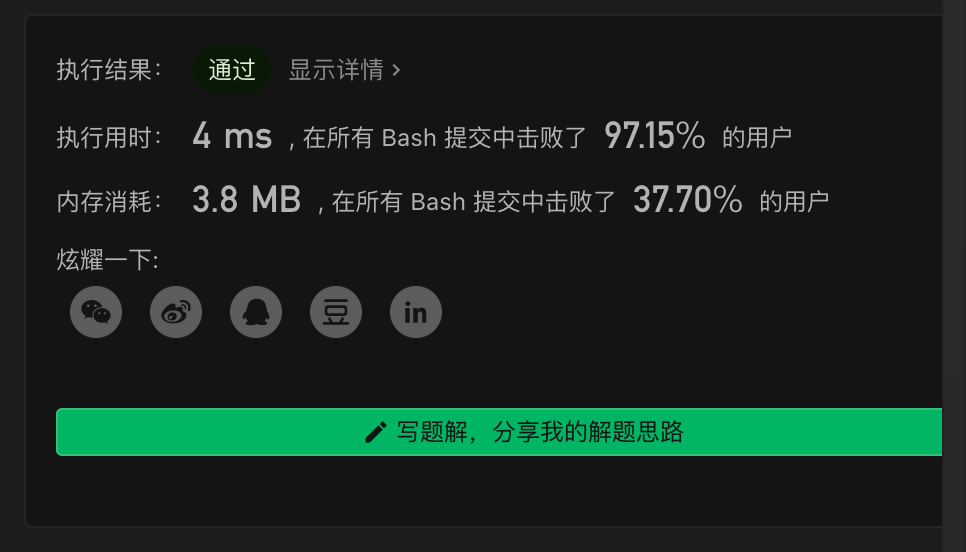 执行结果： 通过 显示详情 >
执行用时： 4 ms , 在所有 Bash 提交中击败了 97.15% 的用户
内存消耗： 3.8 MB , 在所有 Bash 提交中击败了 37.70% 的用户
炫耀一下:
豆 in
写题解，分享我的解题思路